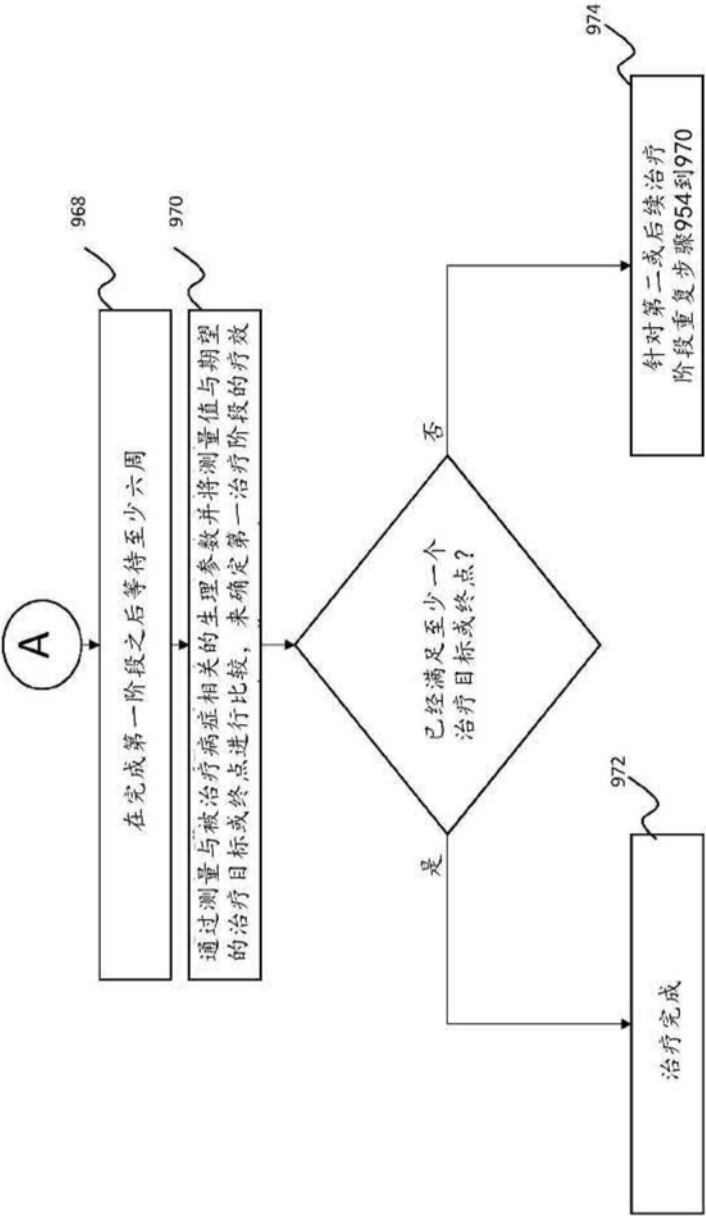 A
968
在完成第一阶段之后等待至少六周
970
通过测量与被治疗病症相关的生理参数并将测量值与期望
的治疗目标或终点进行比较，来确定第一治疗阶段的疗效
已经满足至少一个
治疗目标或终点？
是
否
972
治疗完成
974
针对第二或后续治疗
阶段重复步骤954到970